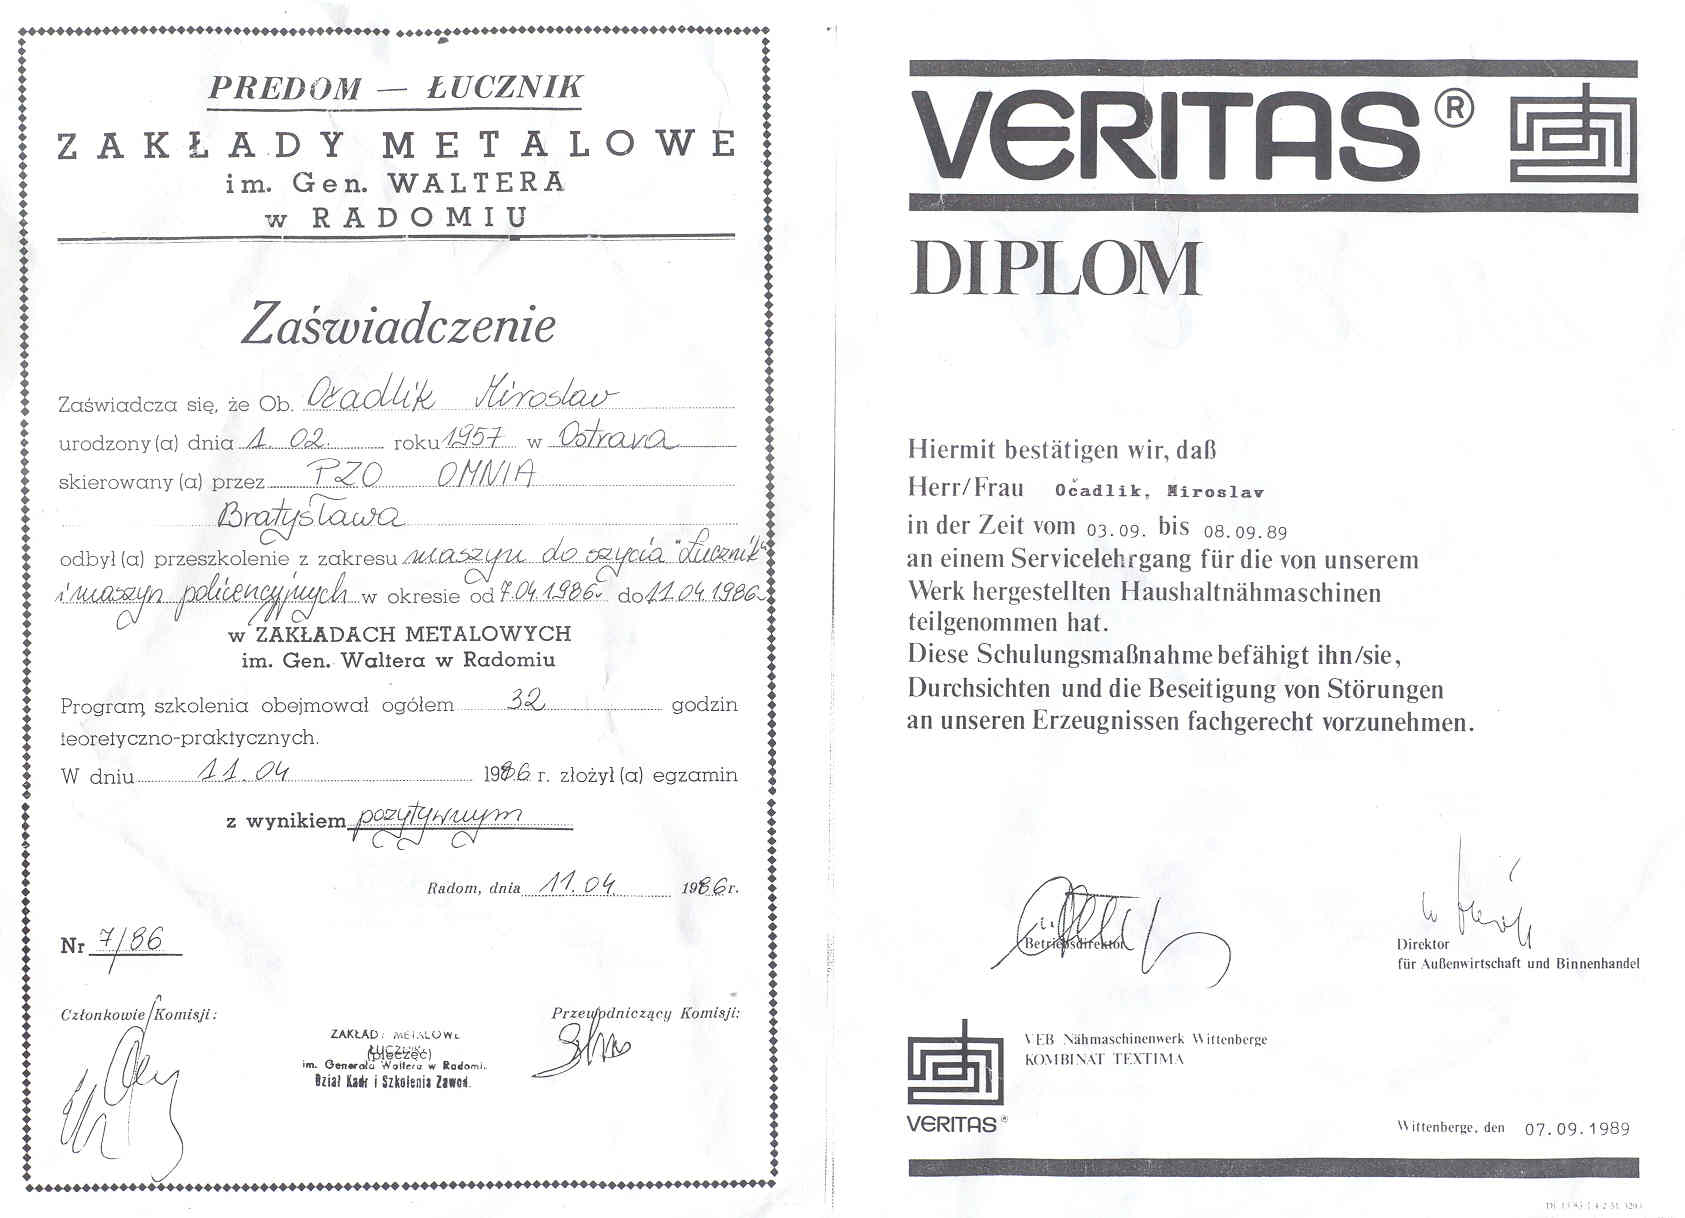 PREDOM — ŁUCZNIK
ZAKŁADY METALOWE
im. Gen. WALTERA
w RADOMIU
Zaświadczenie
Zaświadcza się, że Ob. Očadlik Miroslav
urodzony (a) dnia 1. 02. roku 1957 w Ostrava
skierowany (a) przez PZO OMNIA
Bratysława
odbył (a) przeszkolenie z zakresu maszyn do szycia "Łucznik"
i maszyn policencyjnych w okresie od 7.04.1986r do 11.04.1986r
w ZAKŁADACH METALOWYCH
im. Gen. Waltera w Radomiu
Program szkolenia obejmował ogółem 32 godzin
teoretyczno-praktycznych.
W dniu 11.04 1986 r. złożył (a) egzamin
z wynikiem pozytywnym
Radom, dnia 11.04 1986 r.
Nr 7/86
Członkowie Komisji:
Przewodniczący Komisji:
ZAKŁADY METALOWE
ŁUCZNIK
(pieczęć)
im. Generała Waltera w Radomiu
Dział Kadr i Szkolenia Zawod.
VERITAS ®
DIPLOM
Hiermit bestätigen wir, daß
Herr/Frau Očadlik, Miroslav
in der Zeit vom 03.09. bis 08.09.89
an einem Servicelehrgang für die von unserem
Werk hergestellten Haushaltnähmaschinen
teilgenommen hat.
Diese Schulungsmaßnahme befähigt ihn/sie,
Durchsichten und die Beseitigung von Störungen
an unseren Erzeugnissen fachgerecht vorzunehmen.
Betriebsdirektor
Direktor
für Außenwirtschaft und Binnenhandel
VEB Nähmaschinenwerk Wittenberge
KOMBINAT TEXTIMA
VERITAS ®
Wittenberge, den 07.09.1989